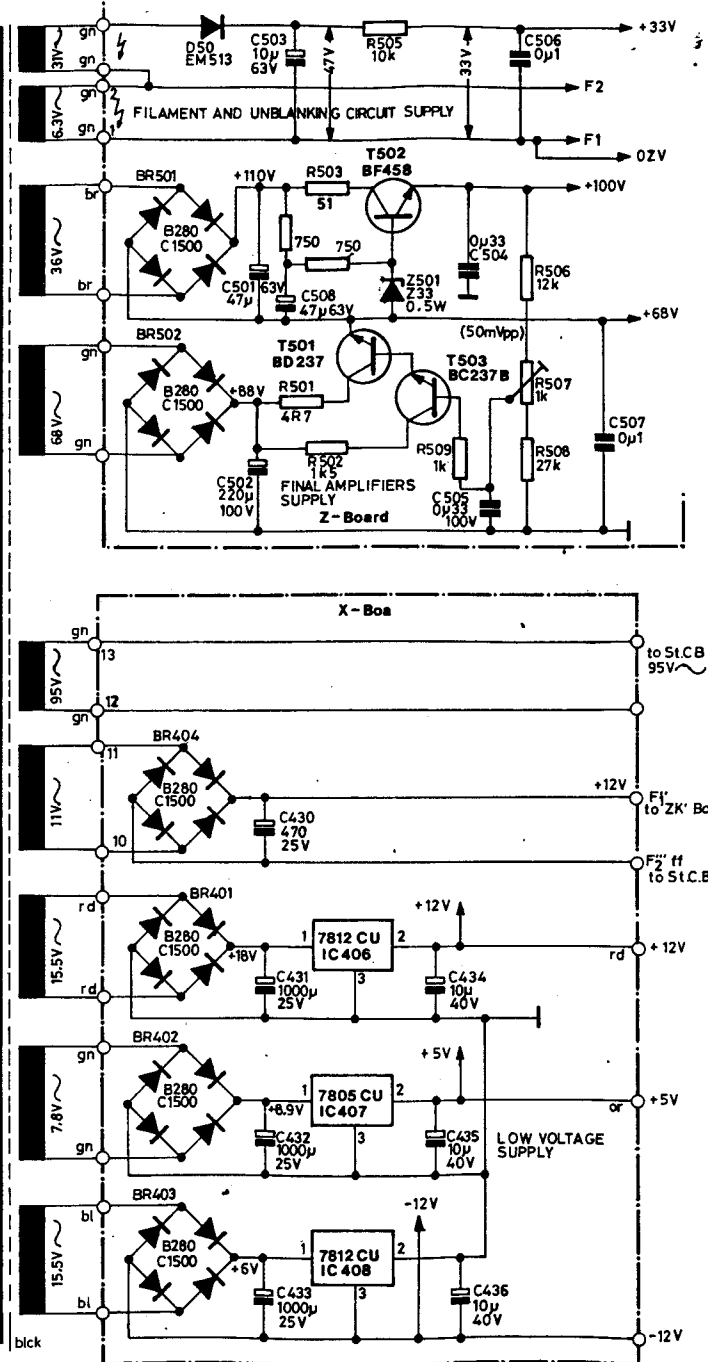 gn
31V
gn
D50
EM513
C503
10µ
63V
47V
R505
10k
33V
C506
0µ1
+33V
F2
gn
2
6.3V
FILAMENT AND UNBLANKING CIRCUIT SUPPLY
gn
1
F1
0ZV
br
36V
br
BR501
B280
C1500
+110V
R503
51
T502
BF458
+100V
750
750
C501
47µ
63V
C508
47µ63V
Z501
Z33
0.5W
0µ33
C504
R506
12k
+68V
(50mVpp)
gn
68V
gn
BR502
B280
C1500
+88V
T501
BD237
R501
4R7
T503
BC237B
R507
1k
C507
0µ1
R502
1k5
R509
1k
R508
27k
C502
220µ
100V
FINAL AMPLIFIERS
SUPPLY
C505
0µ33
100V
Z-Board
X-Boa
gn
13
95V
12
gn
to St.CB
95V
11
11V
10
BR404
B280
C1500
C430
470
25V
+12V
F1'
to ZK' Bo
F2'' ff
to St.C.B
rd
15.5V
rd
BR401
B280
C1500
+18V
1
7812 CU
IC406
2
3
+12V
C431
1000µ
25V
C434
10µ
40V
rd
+12V
gn
7.8V
gn
BR402
B280
C1500
+8.9V
1
7805 CU
IC407
2
3
+5V
C432
1000µ
25V
C435
10µ
40V
LOW VOLTAGE
SUPPLY
or
+5V
bl
15.5V
bl
BR403
B280
C1500
+6V
1
7812 CU
IC408
2
3
-12V
C433
1000µ
25V
C436
10µ
40V
-12V
blck